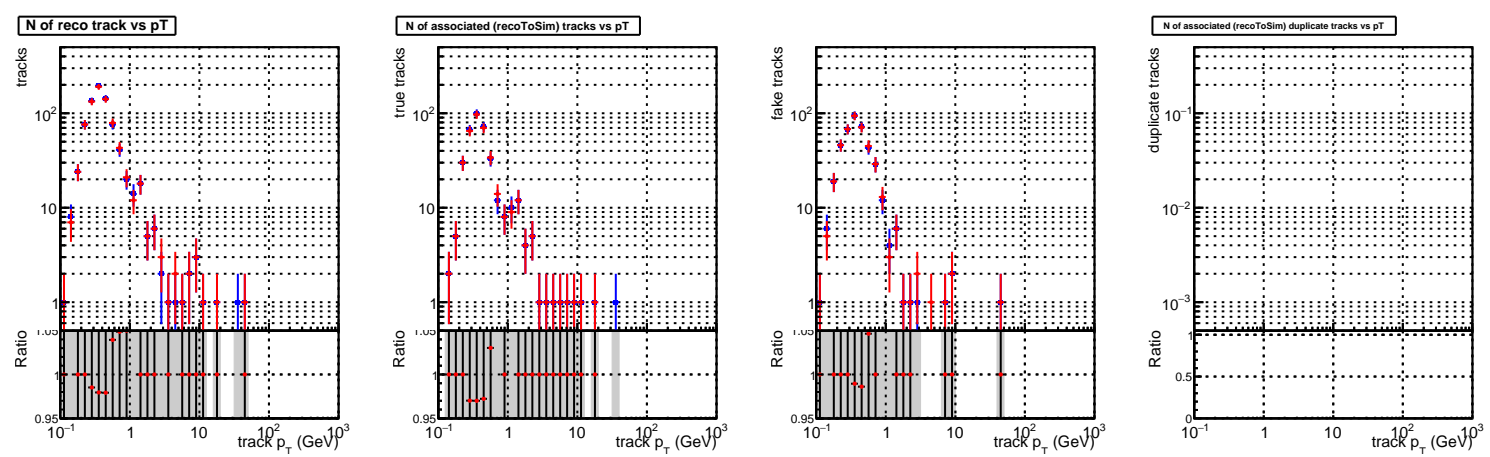 N of reco track vs pT
tracks
10²
10
1
Ratio
1.05
1
0.95
10⁻¹ 1 10 10² 10³
track p_T (GeV)
N of associated (recoToSim) tracks vs pT
true tracks
10²
10
1
Ratio
1.05
1
0.95
10⁻¹ 1 10 10² 10³
track p_T (GeV)
fake tracks
10²
10
1
Ratio
1.05
1
0.95
10⁻¹ 1 10 10² 10³
track p_T (GeV)
N of associated (recoToSim) duplicate tracks vs pT
duplicate tracks
10⁻¹
10⁻²
10⁻³
Ratio
1
0.5
0
10⁻¹ 1 10 10² 10³
track p_T (GeV)